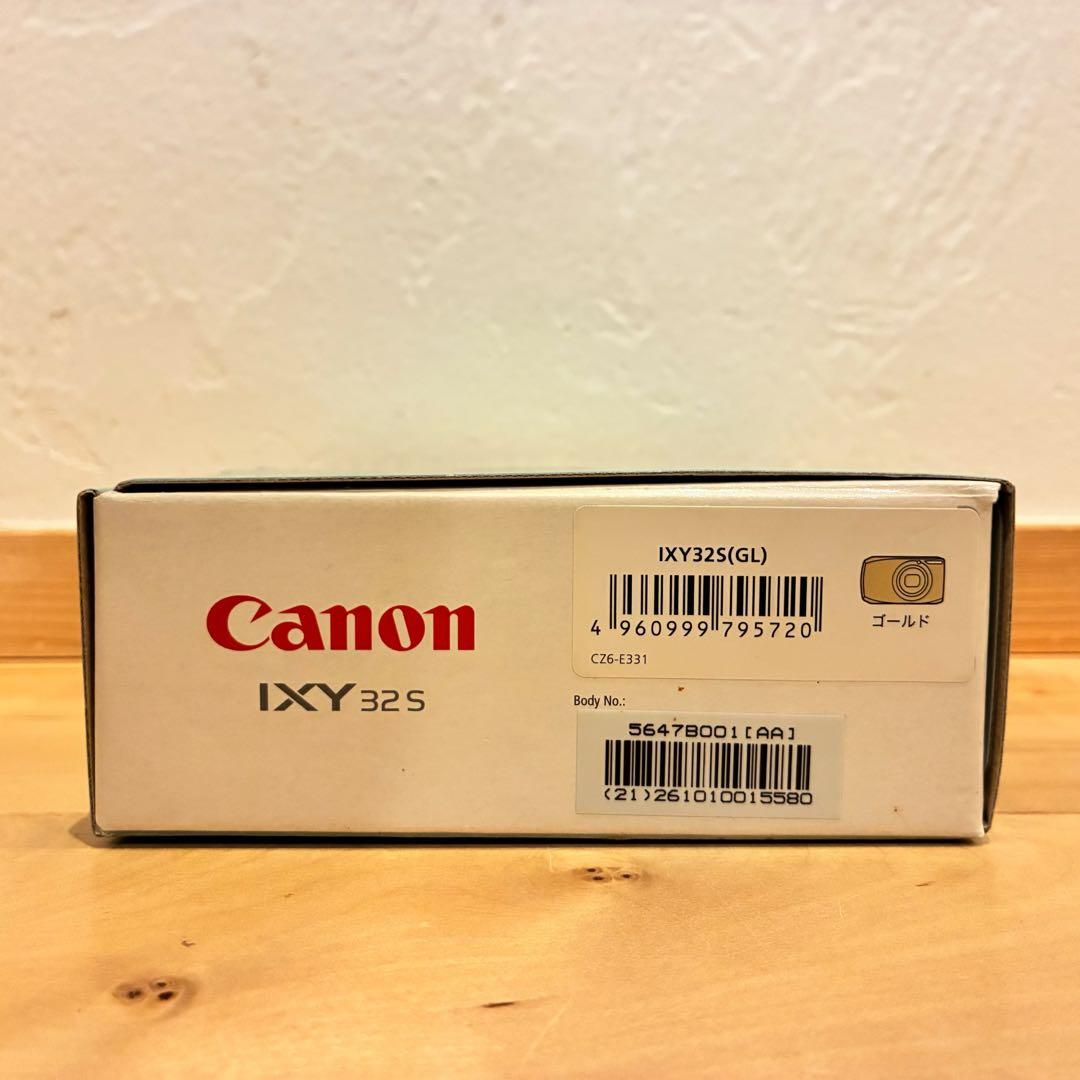 Canon
IXY 32 S
IXY32S(GL)
4 960999 795720
CZ6-E331
ゴールド
Body No.:
5647B001[AA]
(21)261010015580